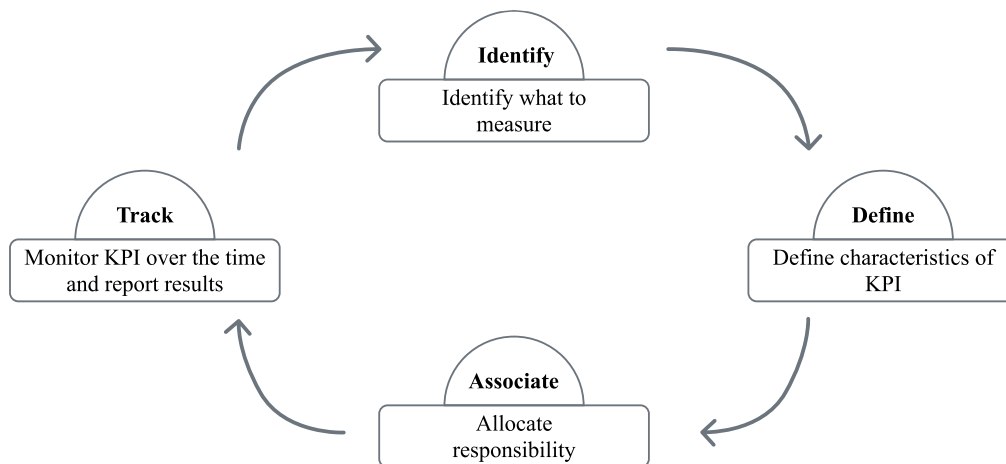 Identify
Identify what to
measure
Define
Define characteristics of
KPI
Associate
Allocate
responsibility
Track
Monitor KPI over the time
and report results